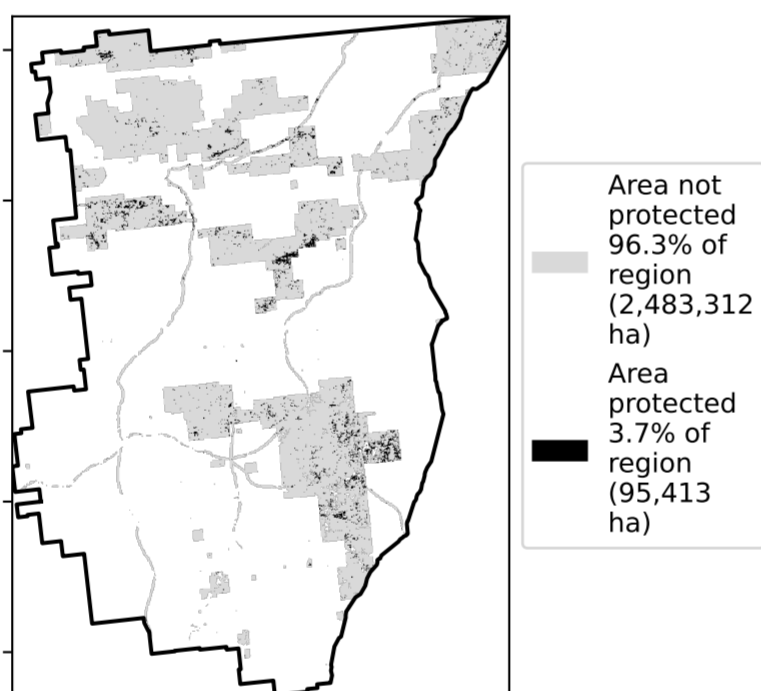 Area not
protected
96.3% of
region
(2,483,312
ha)
Area
protected
3.7% of
region
(95,413
ha)